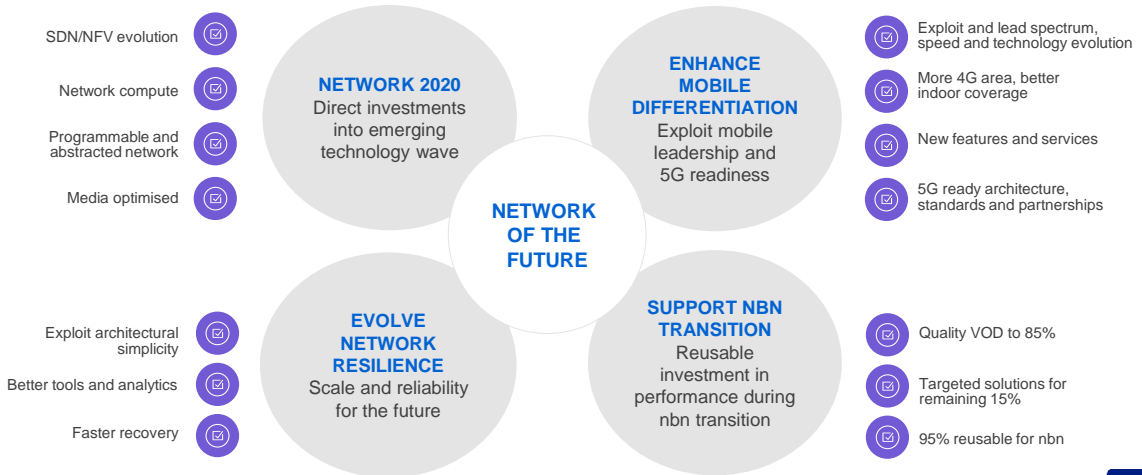 SDN/NFV evolution
Network compute
Programmable and
abstracted network
Media optimised
NETWORK 2020
Direct investments
into emerging
technology wave
ENHANCE
MOBILE
DIFFERENTIATION
Exploit mobile
leadership and
5G readiness
Exploit and lead spectrum,
speed and technology evolution
More 4G area, better
indoor coverage
New features and services
5G ready architecture,
standards and partnerships
NETWORK
OF THE
FUTURE
Exploit architectural
simplicity
Better tools and analytics
Faster recovery
EVOLVE
NETWORK
RESILIENCE
Scale and reliability
for the future
SUPPORT NBN
TRANSITION
Reusable
investment in
performance during
nbn transition
Quality VOD to 85%
Targeted solutions for
remaining 15%
95% reusable for nbn